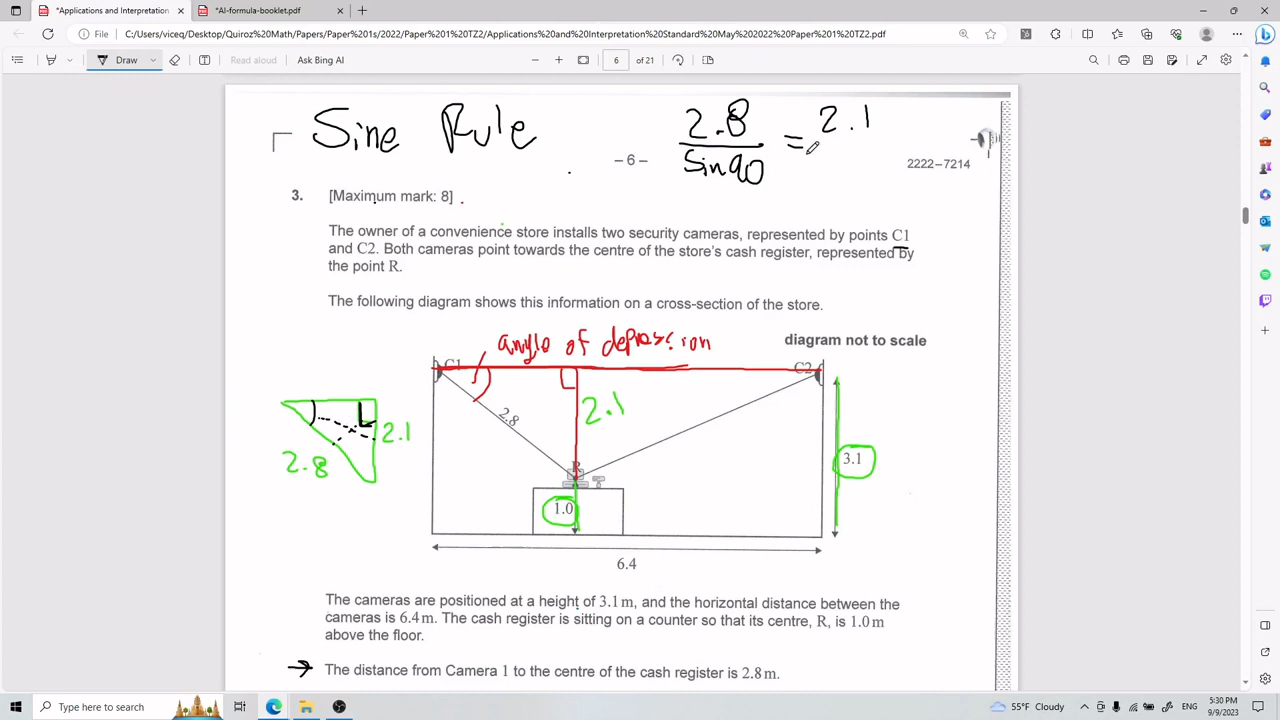 *Applications and Interpretation
*AI-formula-booklet.pdf
File
C:/Users/viceq/Quiroz%20Math/Papers/Paper%201s/2022/Paper%201%20TZ2/Applications%20and%20Interpretation%20Standard%20May%202022%20Paper%201%20TZ2.pdf
Draw
Read aloud
Ask Bing AI
6
of 21
Sine Rule
2.8
sin90
= 2.1
– 6 –
2222-7214
3. [Maximum mark: 8]
The owner of a convenience store installs two security cameras, represented by points C1
and C2. Both cameras point towards the centre of the store's cash register, represented by
the point R.
The following diagram shows this information on a cross-section of the store.
angle of depression
diagram not to scale
C1
C2
2.8
2.1
2.1
2.8
3.1
R
1.0
6.4
The cameras are positioned at a height of 3.1 m, and the horizontal distance between the
cameras is 6.4 m. The cash register is sitting on a counter so that its centre, R, is 1.0 m
above the floor.
The distance from Camera 1 to the centre of the cash register is 2.8 m.
Type here to search
55°F Cloudy
5:30 PM
9/9/2023